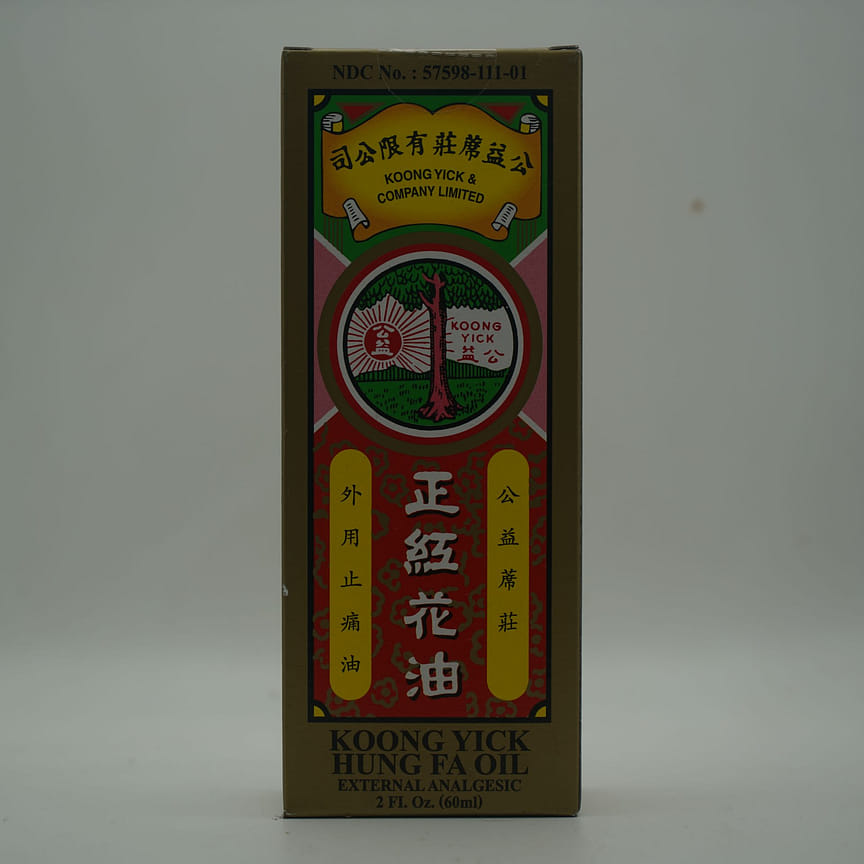 NDC No. : 57598-111-01
公益蓆莊有限公司
KOONG YICK &
COMPANY LIMITED
公益
KOONG
YICK
公益
公益蓆莊
正紅花油
外用止痛油
KOONG YICK
HUNG FA OIL
EXTERNAL ANALGESIC
2 Fl. Oz. (60ml)